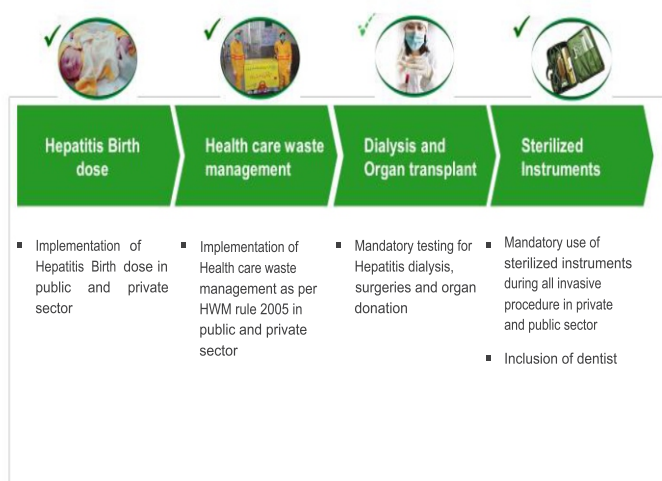 Hepatitis Birth
dose
Health care waste
management
Dialysis and
Organ transplant
Sterilized
Instruments
▪ Implementation of
Hepatitis Birth dose in
public and private
sector
▪ Implementation of
Health care waste
management as per
HWM rule 2005 in
public and private
sector
▪ Mandatory testing for
Hepatitis dialysis,
surgeries and organ
donation
▪ Mandatory use of
sterilized instruments
during all invasive
procedure in private
and public sector
▪ Inclusion of dentist